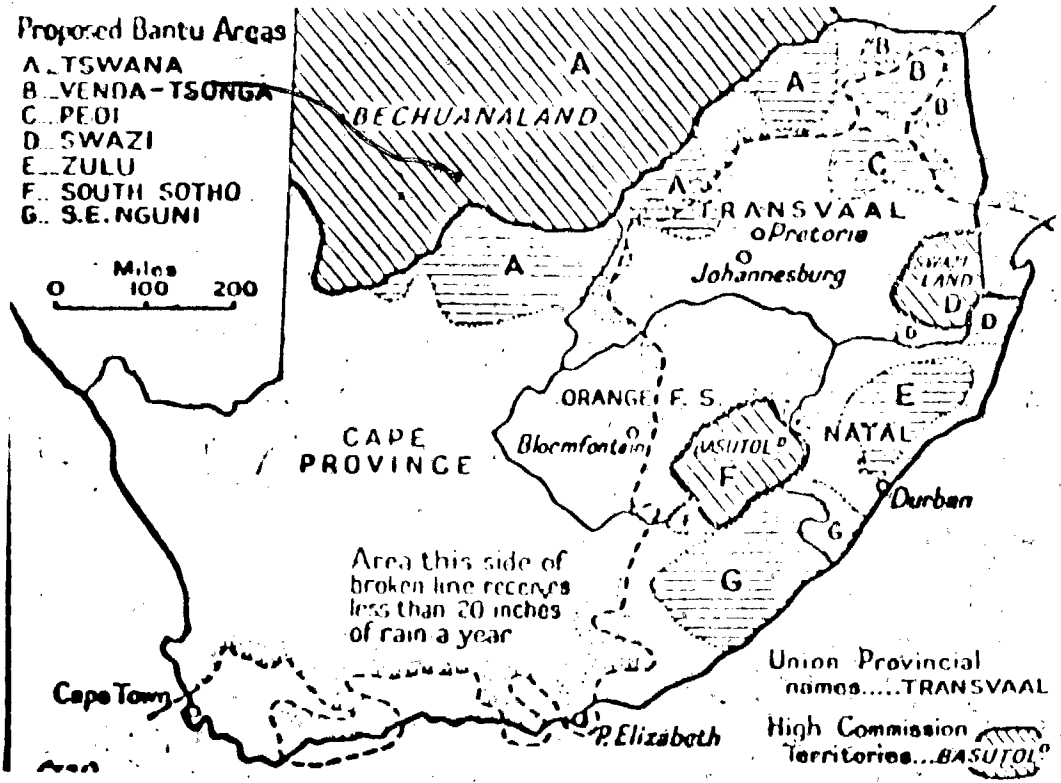 Proposed Bantu Areas
A..TSWANA
B..VENDA-TSONGA
C..PEDI
D..SWAZI
E...ZULU
F.. SOUTH SOTHO
G.. S.E.NGUNI
Miles
0 100 200
A
BECHUANALAND
A
B
B
B
C
A
TRANSVAAL
Pretoria
Johannesburg
A
SWAZI
LAND
D
D
D
ORANGE F. S.
E
CAPE
PROVINCE
Bloemfontein
BASUTOLD
F
NATAL
Durban
G
G
Area this side of
broken line receives
less than 20 inches
of rain a year
Cape Town
P. Elizabeth
Union Provincial
names.....TRANSVAAL
High Commission
Territories...BASUTOLD